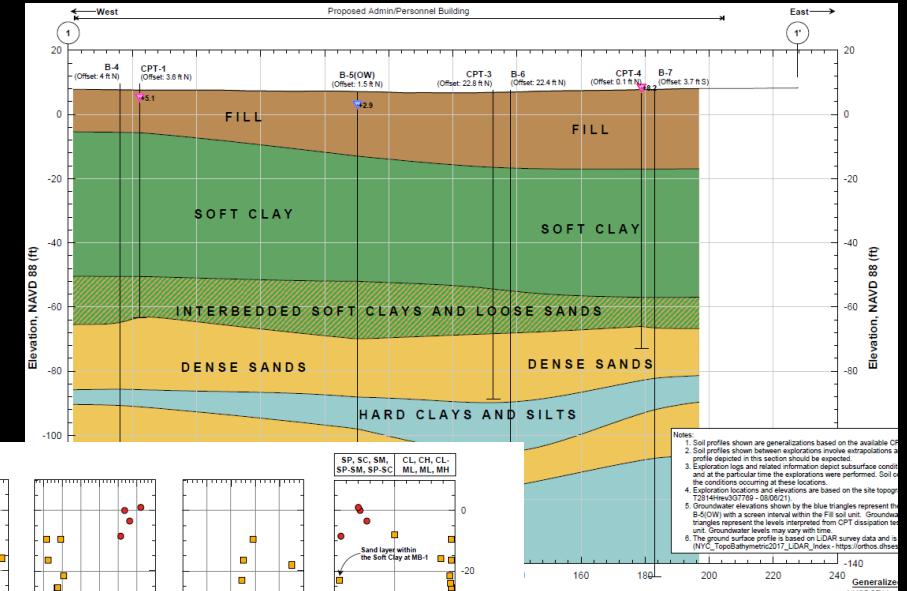 West
Proposed Admin/Personnel Building
East
1
1'
20
20
B-4
(Offset: 4 ft N)
CPT-1
(Offset: 3.6 ft N)
B-5(OW)
(Offset: 1.5 ft N)
CPT-3
(Offset: 22.8 ft N)
B-6
(Offset: 22.4 ft N)
CPT-4
(Offset: 0.1 ft N)
B-7
(Offset: 3.7 ft S)
+5.1
+2.9
+8.2
0
FILL
FILL
0
-20
-20
SOFT CLAY
SOFT CLAY
-40
-40
Elevation, NAVD 88 (ft)
Elevation, NAVD 88 (ft)
-60
INTERBEDDED SOFT CLAYS AND LOOSE SANDS
-60
-80
DENSE SANDS
DENSE SANDS
-80
HARD CLAYS AND SILTS
-100
Notes:
1. Soil profiles shown are generalizations based on the available
2. Soil profiles shown between explorations involve extrapolations
profile depicted in this section should be expected.
3. Exploration logs and related information depict subsurface
and at the particular time the explorations were performed. Soil
the conditions occurring at these locations.
4. Exploration locations and elevations are based on the site
T2814Hrev3G7769 - 08/06/21).
5. Groundwater elevations shown by the blue triangles represent the
B-5(OW) with a screen interval within the Fill soil unit.
triangles represent the levels interpreted from CPT dissipation
unit. Groundwater levels may vary with time.
6. The ground surface profile is based on LiDAR survey data and is
(NYC_TopoBathymetric2017_LiDAR_Index -
SP, SC, SM,
SP-SM, SP-SC
CL, CH, CL-
ML, ML, MH
0
Sand layer within
the Soft Clay at MB-1
-20
160
180
200
220
240
-140